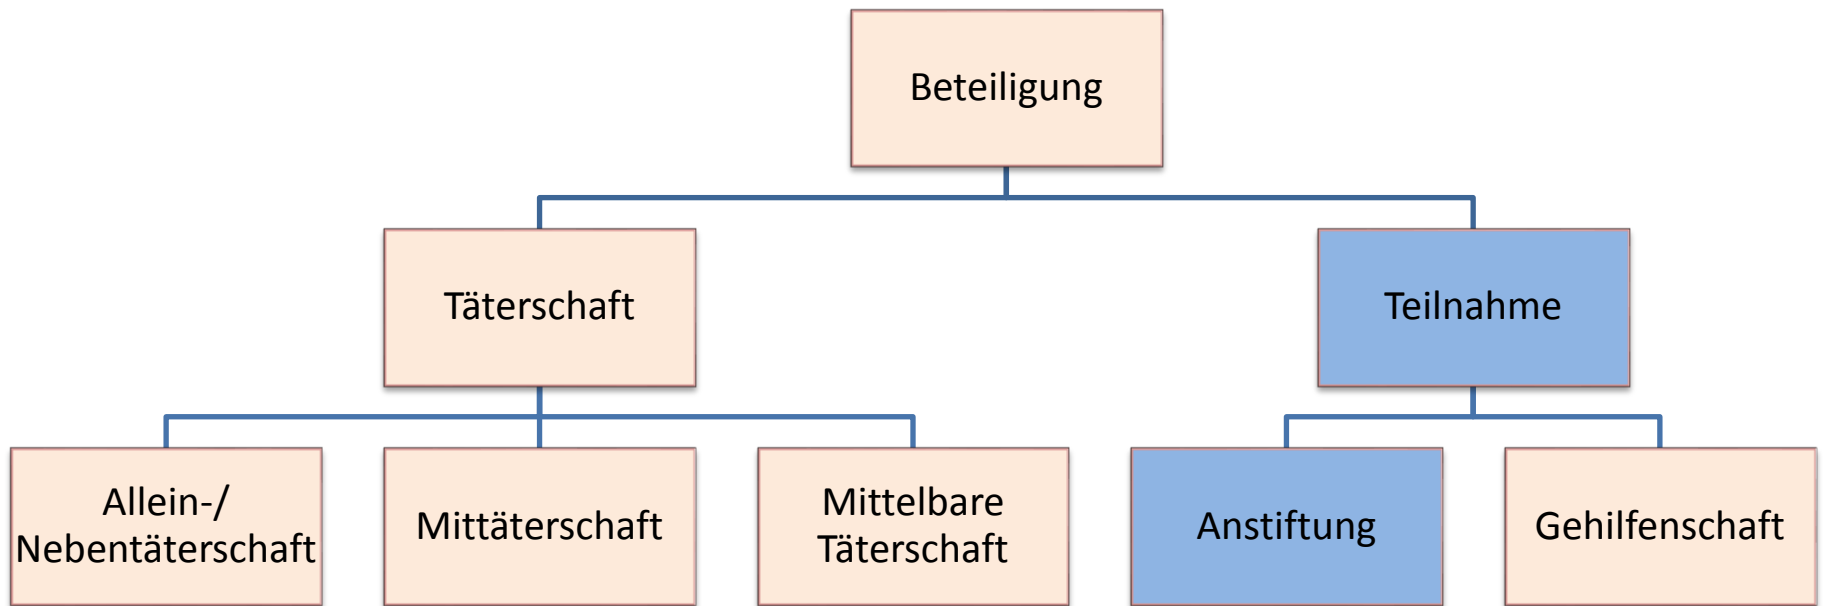 Beteiligung
Täterschaft
Teilnahme
Allein-/
Nebentäterschaft
Mittäterschaft
Mittelbare
Täterschaft
Anstiftung
Gehilfenschaft